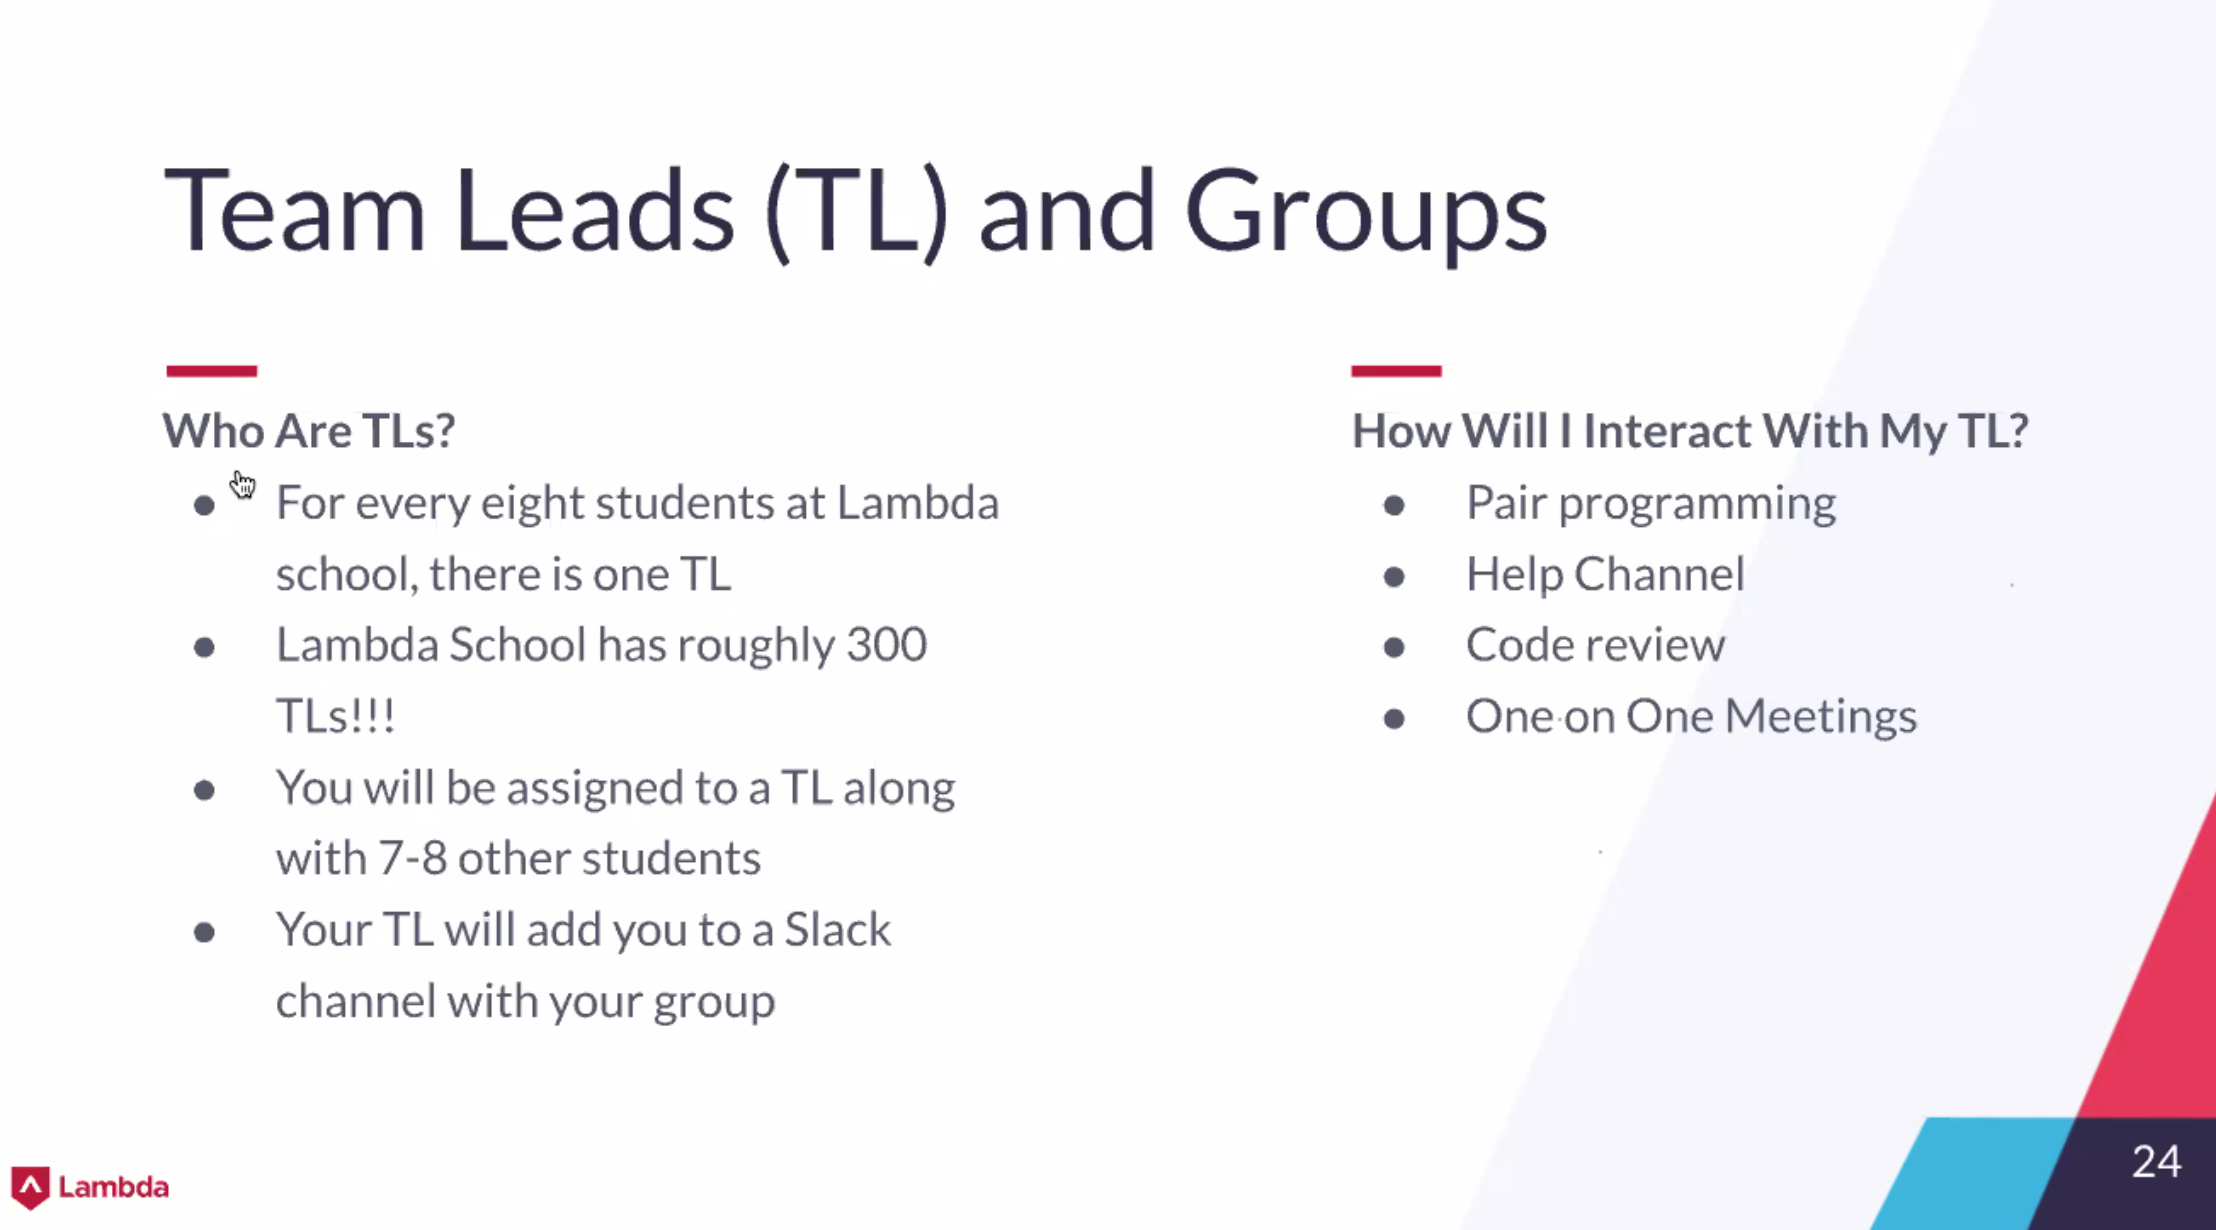 Team Leads (TL) and Groups
Who Are TLs?
● For every eight students at Lambda
school, there is one TL
● Lambda School has roughly 300
TLs!!!
● You will be assigned to a TL along
with 7-8 other students
● Your TL will add you to a Slack
channel with your group
How Will I Interact With My TL?
● Pair programming
● Help Channel
● Code review
● One on One Meetings
Lambda
24